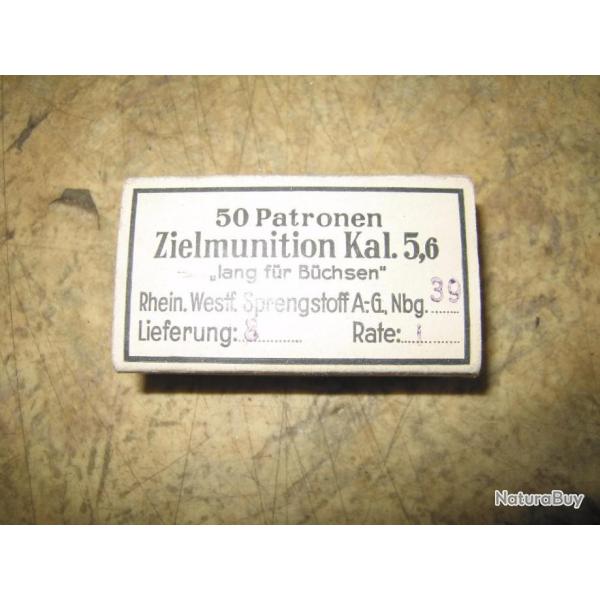 50 Patronen
Zielmunition Kal. 5,6
„lang für Büchsen"
Rhein. Westf. Sprengstoff A.-G., Nbg. 39
Lieferung: 8 Rate: 1
NaturaBuy